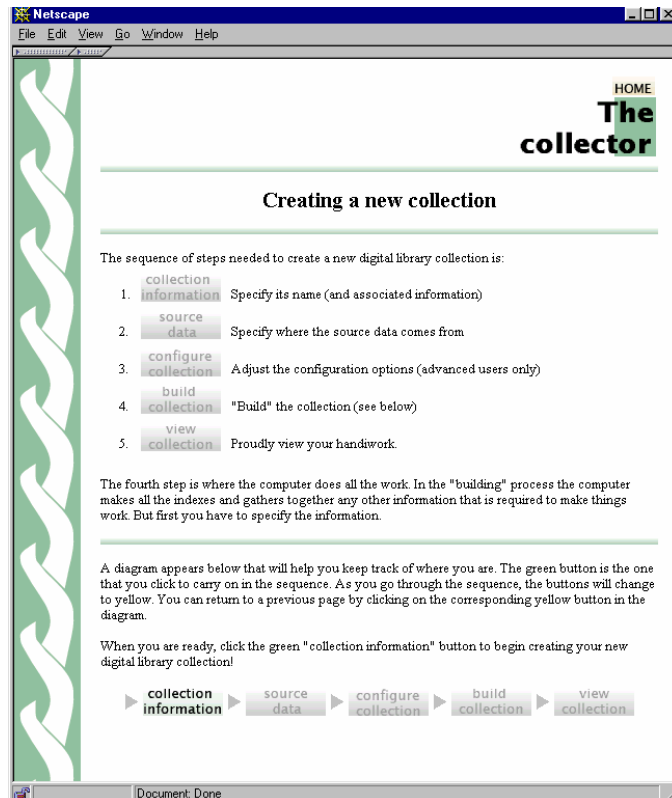 Netscape
File Edit View Go Window Help
HOME
The
collector
Creating a new collection
The sequence of steps needed to create a new digital library collection is:
1. collection information Specify its name (and associated information)
2. source data Specify where the source data comes from
3. configure collection Adjust the configuration options (advanced users only)
4. build collection "Build" the collection (see below)
5. view collection Proudly view your handiwork.
The fourth step is where the computer does all the work. In the "building" process the computer
makes all the indexes and gathers together any other information that is required to make things
work. But first you have to specify the information.
A diagram appears below that will help you keep track of where you are. The green button is the one
that you click to carry on in the sequence. As you go through the sequence, the buttons will change
to yellow. You can return to a previous page by clicking on the corresponding yellow button in the
diagram.
When you are ready, click the green "collection information" button to begin creating your new
digital library collection!
collection information source data configure collection build collection view collection
Document: Done